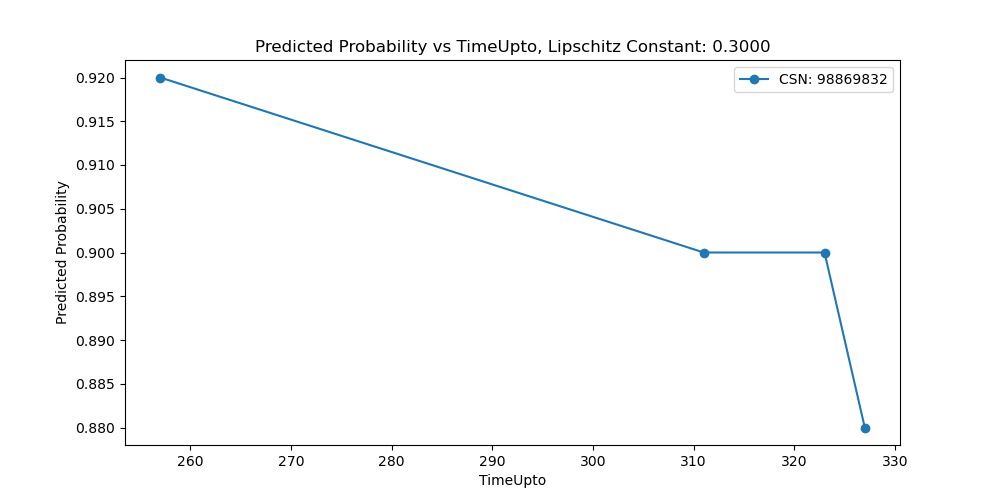 Predicted Probability vs TimeUpto, Lipschitz Constant: 0.3000
CSN: 98869832
Predicted Probability
0.920
0.915
0.910
0.905
0.900
0.895
0.890
0.885
0.880
260 270 280 290 300 310 320 330
TimeUpto